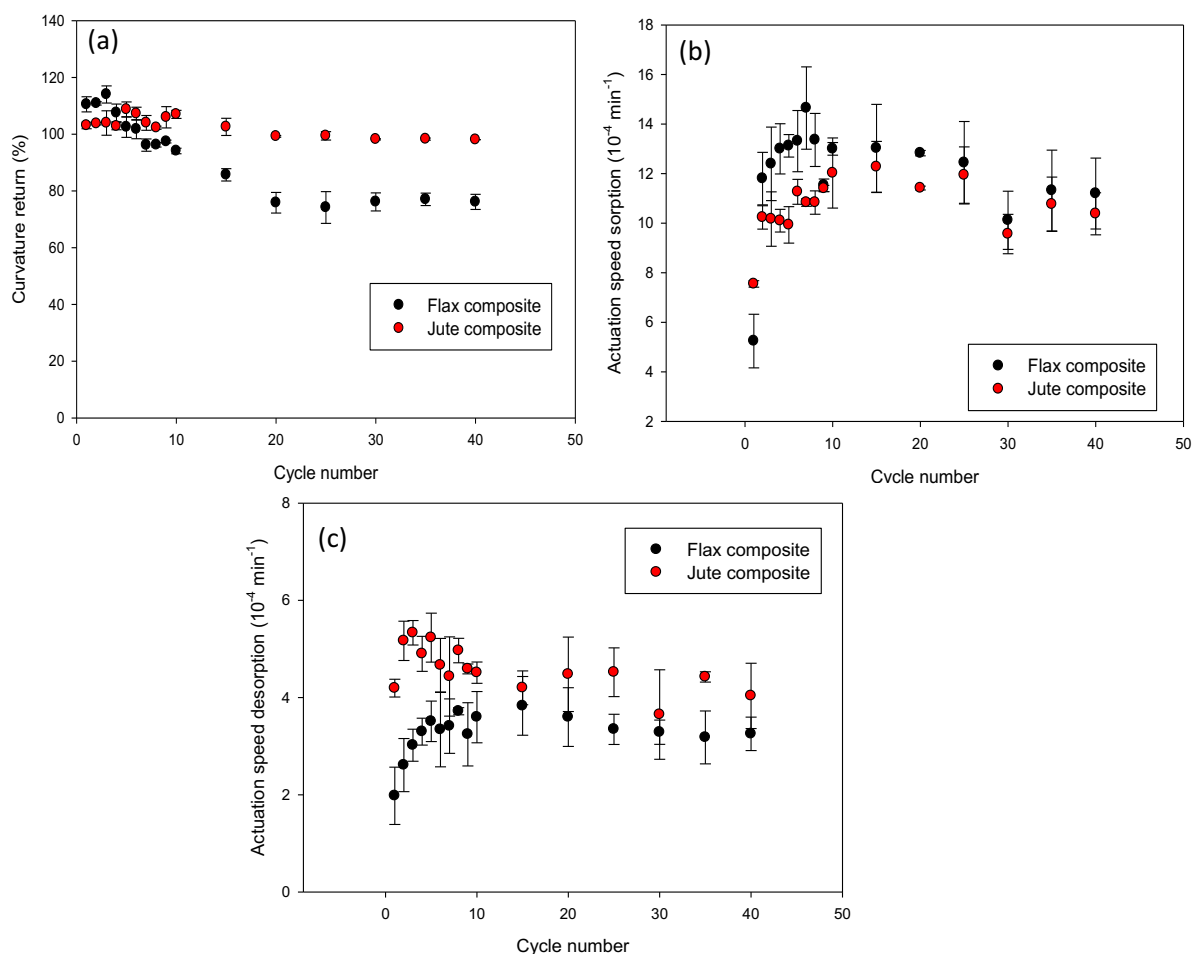 (a)
140
120
100
80
60
40
20
0
Curvature return (%)
0 10 20 30 40 50
Cycle number
Flax composite
Jute composite
(b)
18
16
14
12
10
8
6
4
2
Actuation speed sorption (10⁻⁴ min⁻¹)
0 10 20 30 40 50
Cycle number
Flax composite
Jute composite
(c)
8
6
4
2
0
Actuation speed desorption (10⁻⁴ min⁻¹)
0 10 20 30 40 50
Cycle number
Flax composite
Jute composite